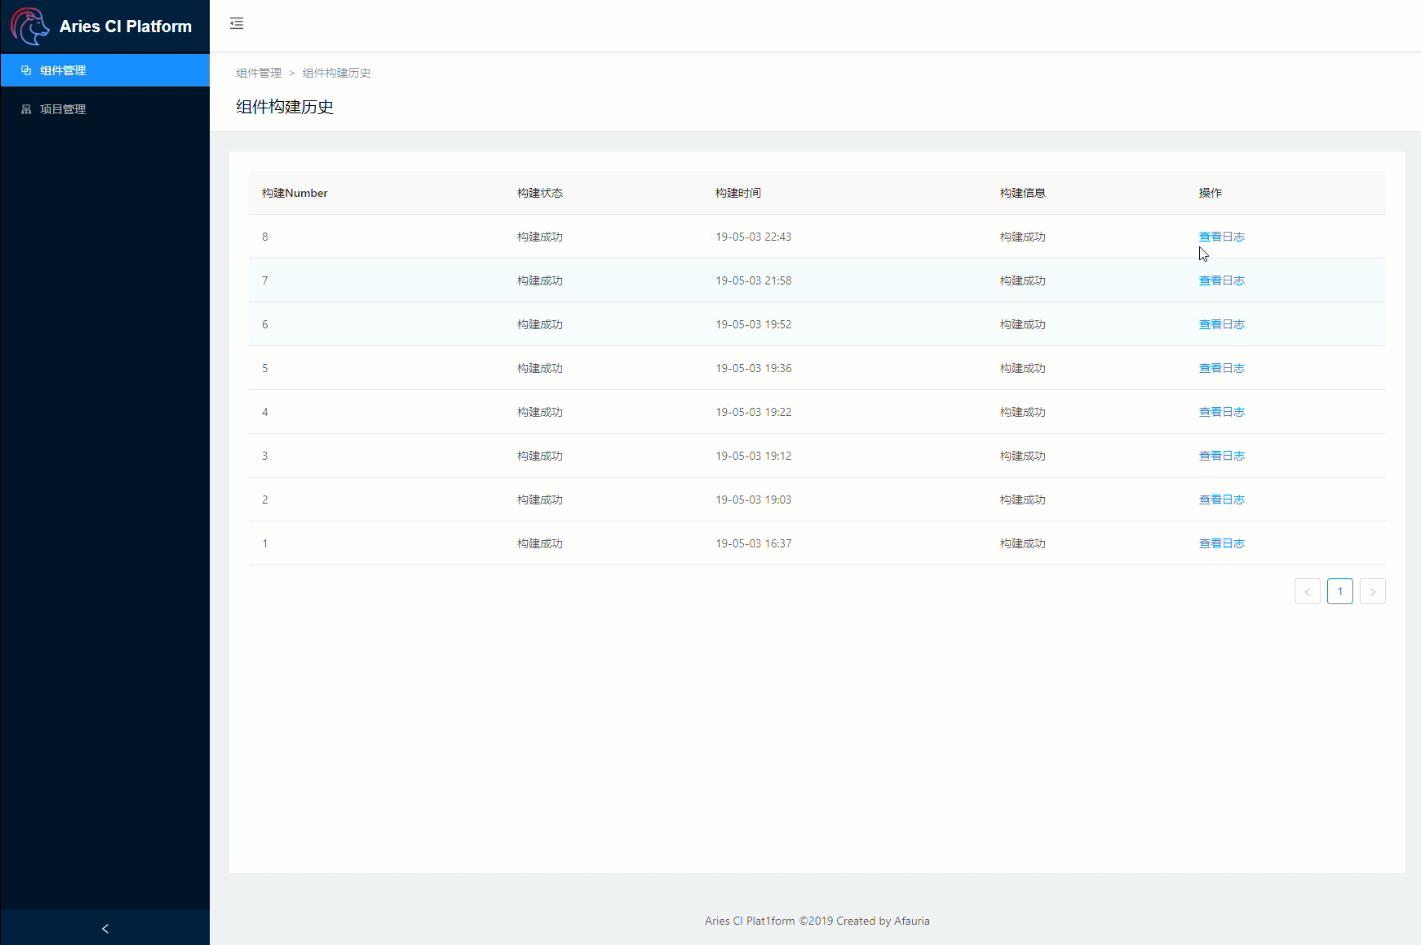 Aries CI Platform
组件管理
项目管理
组件管理 > 组件构建历史
组件构建历史
构建Number 构建状态 构建时间 构建信息 操作
8 构建成功 19-05-03 22:43 构建成功 查看日志
7 构建成功 19-05-03 21:58 构建成功 查看日志
6 构建成功 19-05-03 19:52 构建成功 查看日志
5 构建成功 19-05-03 19:36 构建成功 查看日志
4 构建成功 19-05-03 19:22 构建成功 查看日志
3 构建成功 19-05-03 19:12 构建成功 查看日志
2 构建成功 19-05-03 19:03 构建成功 查看日志
1 构建成功 19-05-03 16:37 构建成功 查看日志
< 1 >
<
Aries CI Plat1form ©2019 Created by Afauria